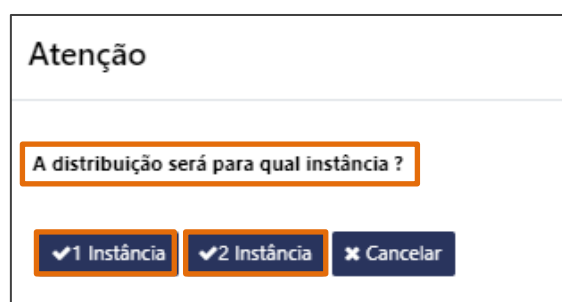 Atenção
A distribuição será para qual instância ?
✔1 Instância ✔2 Instância ✖ Cancelar